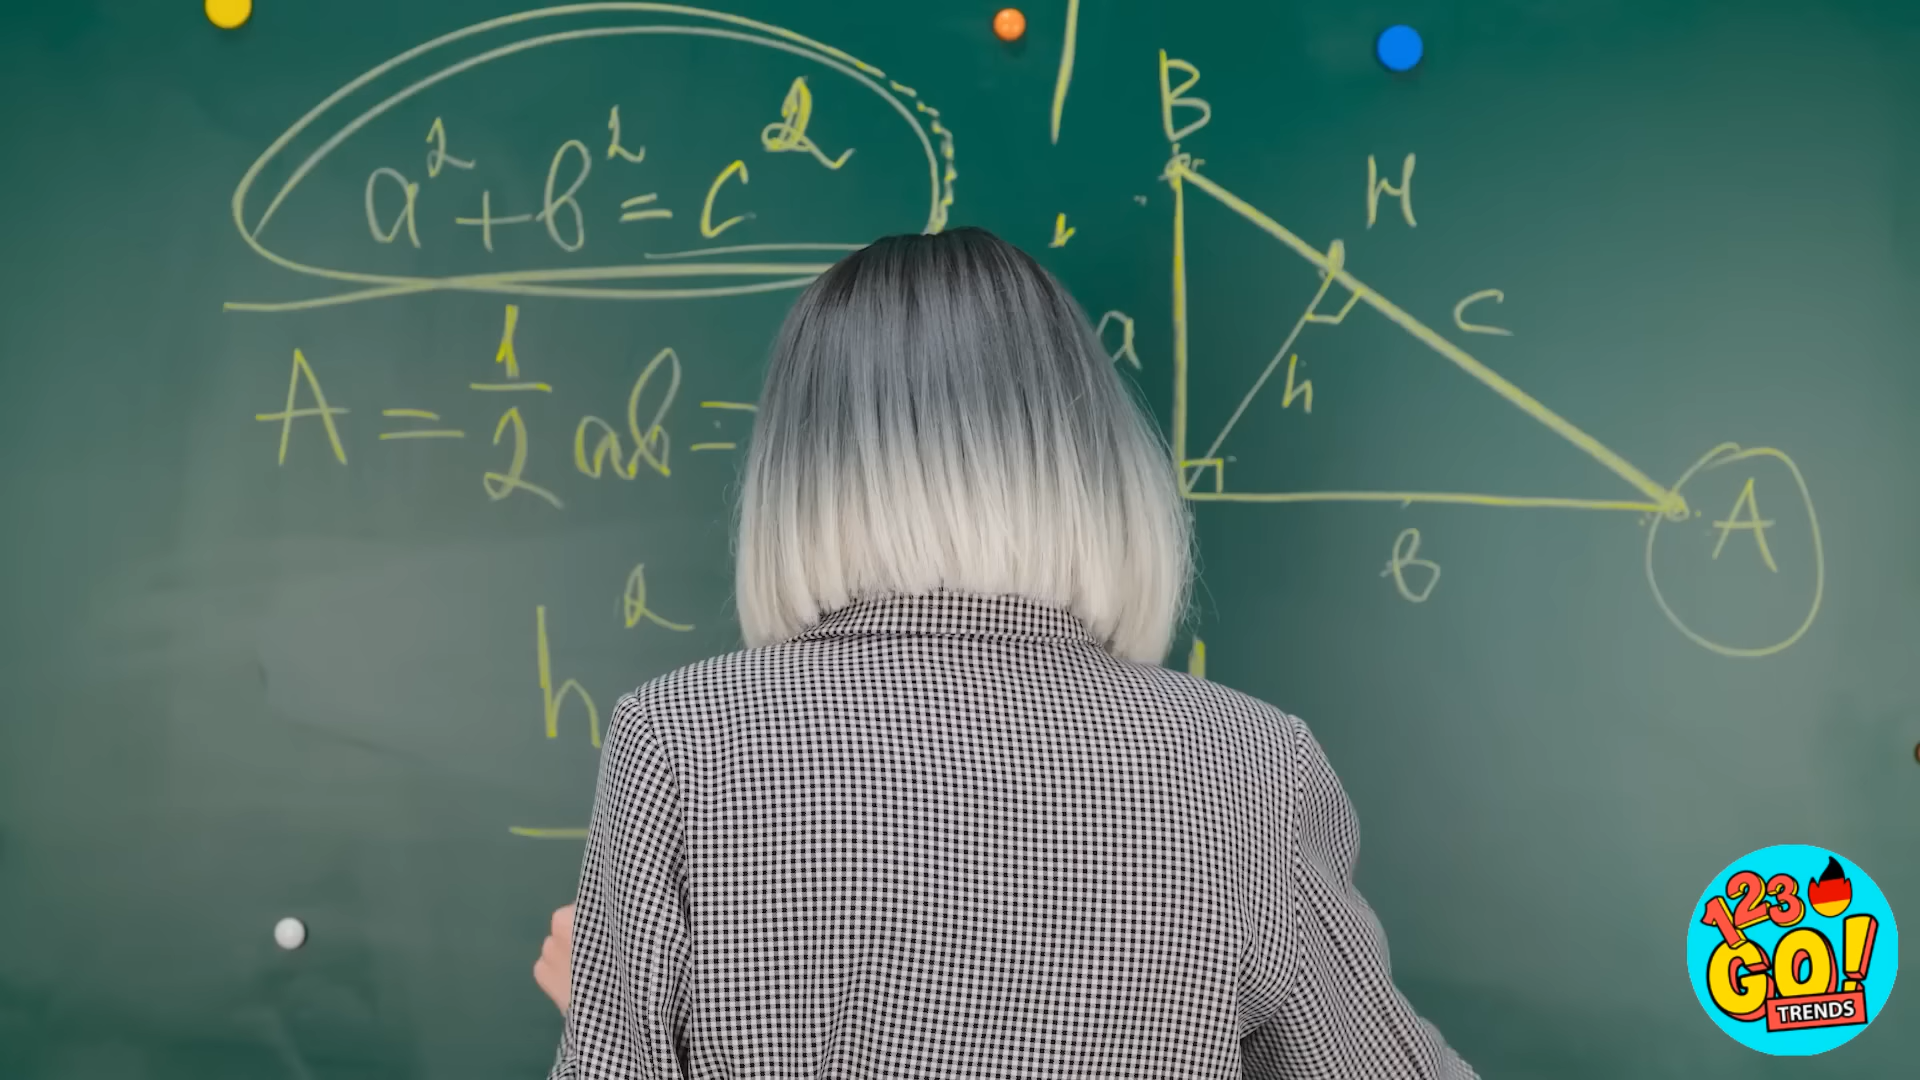 a² + b² = c²
A = 1/2 ab =
h²
B
H
a
c
h
b
A
123
GO!
TRENDS